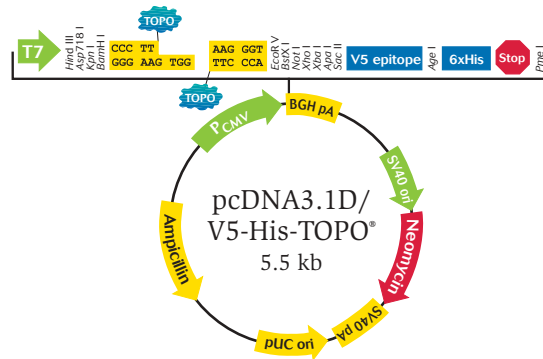 TOPO
T7
Hind III
Asp718 I
Kpn I
BamH I
CCC TT
GGG AAG TGG
AAG GGT
TTC CCA
TOPO
EcoR V
BstX I
Not I
Xho I
Xba I
Apa I
Sac II
V5 epitope
Age I
6xHis
Stop
Pme I
PCMV
BGH pA
SV40 ori
Neomycin
SV40 pA
pUC ori
Ampicillin
pcDNA3.1D/
V5-His-TOPO®
5.5 kb